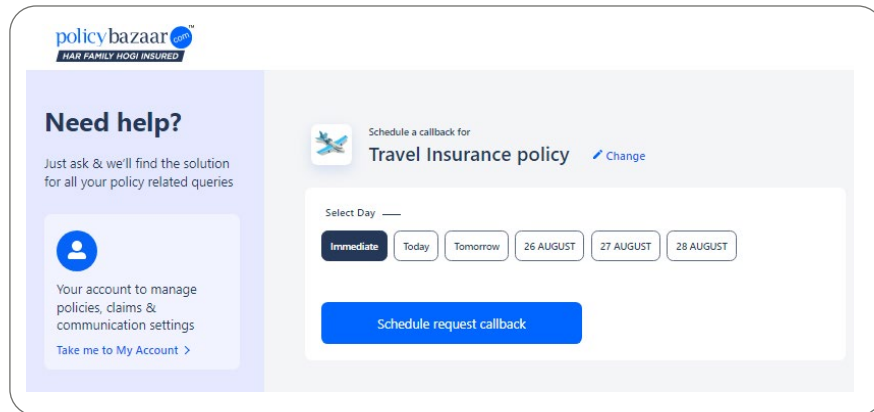 policybazaar.com™
HAR FAMILY HOGI INSURED
Need help?
Just ask & we'll find the solution
for all your policy related queries
Your account to manage
policies, claims &
communication settings
Take me to My Account >
Schedule a callback for
Travel Insurance policy
Change
Select Day
Immediate
Today
Tomorrow
26 AUGUST
27 AUGUST
28 AUGUST
Schedule request callback